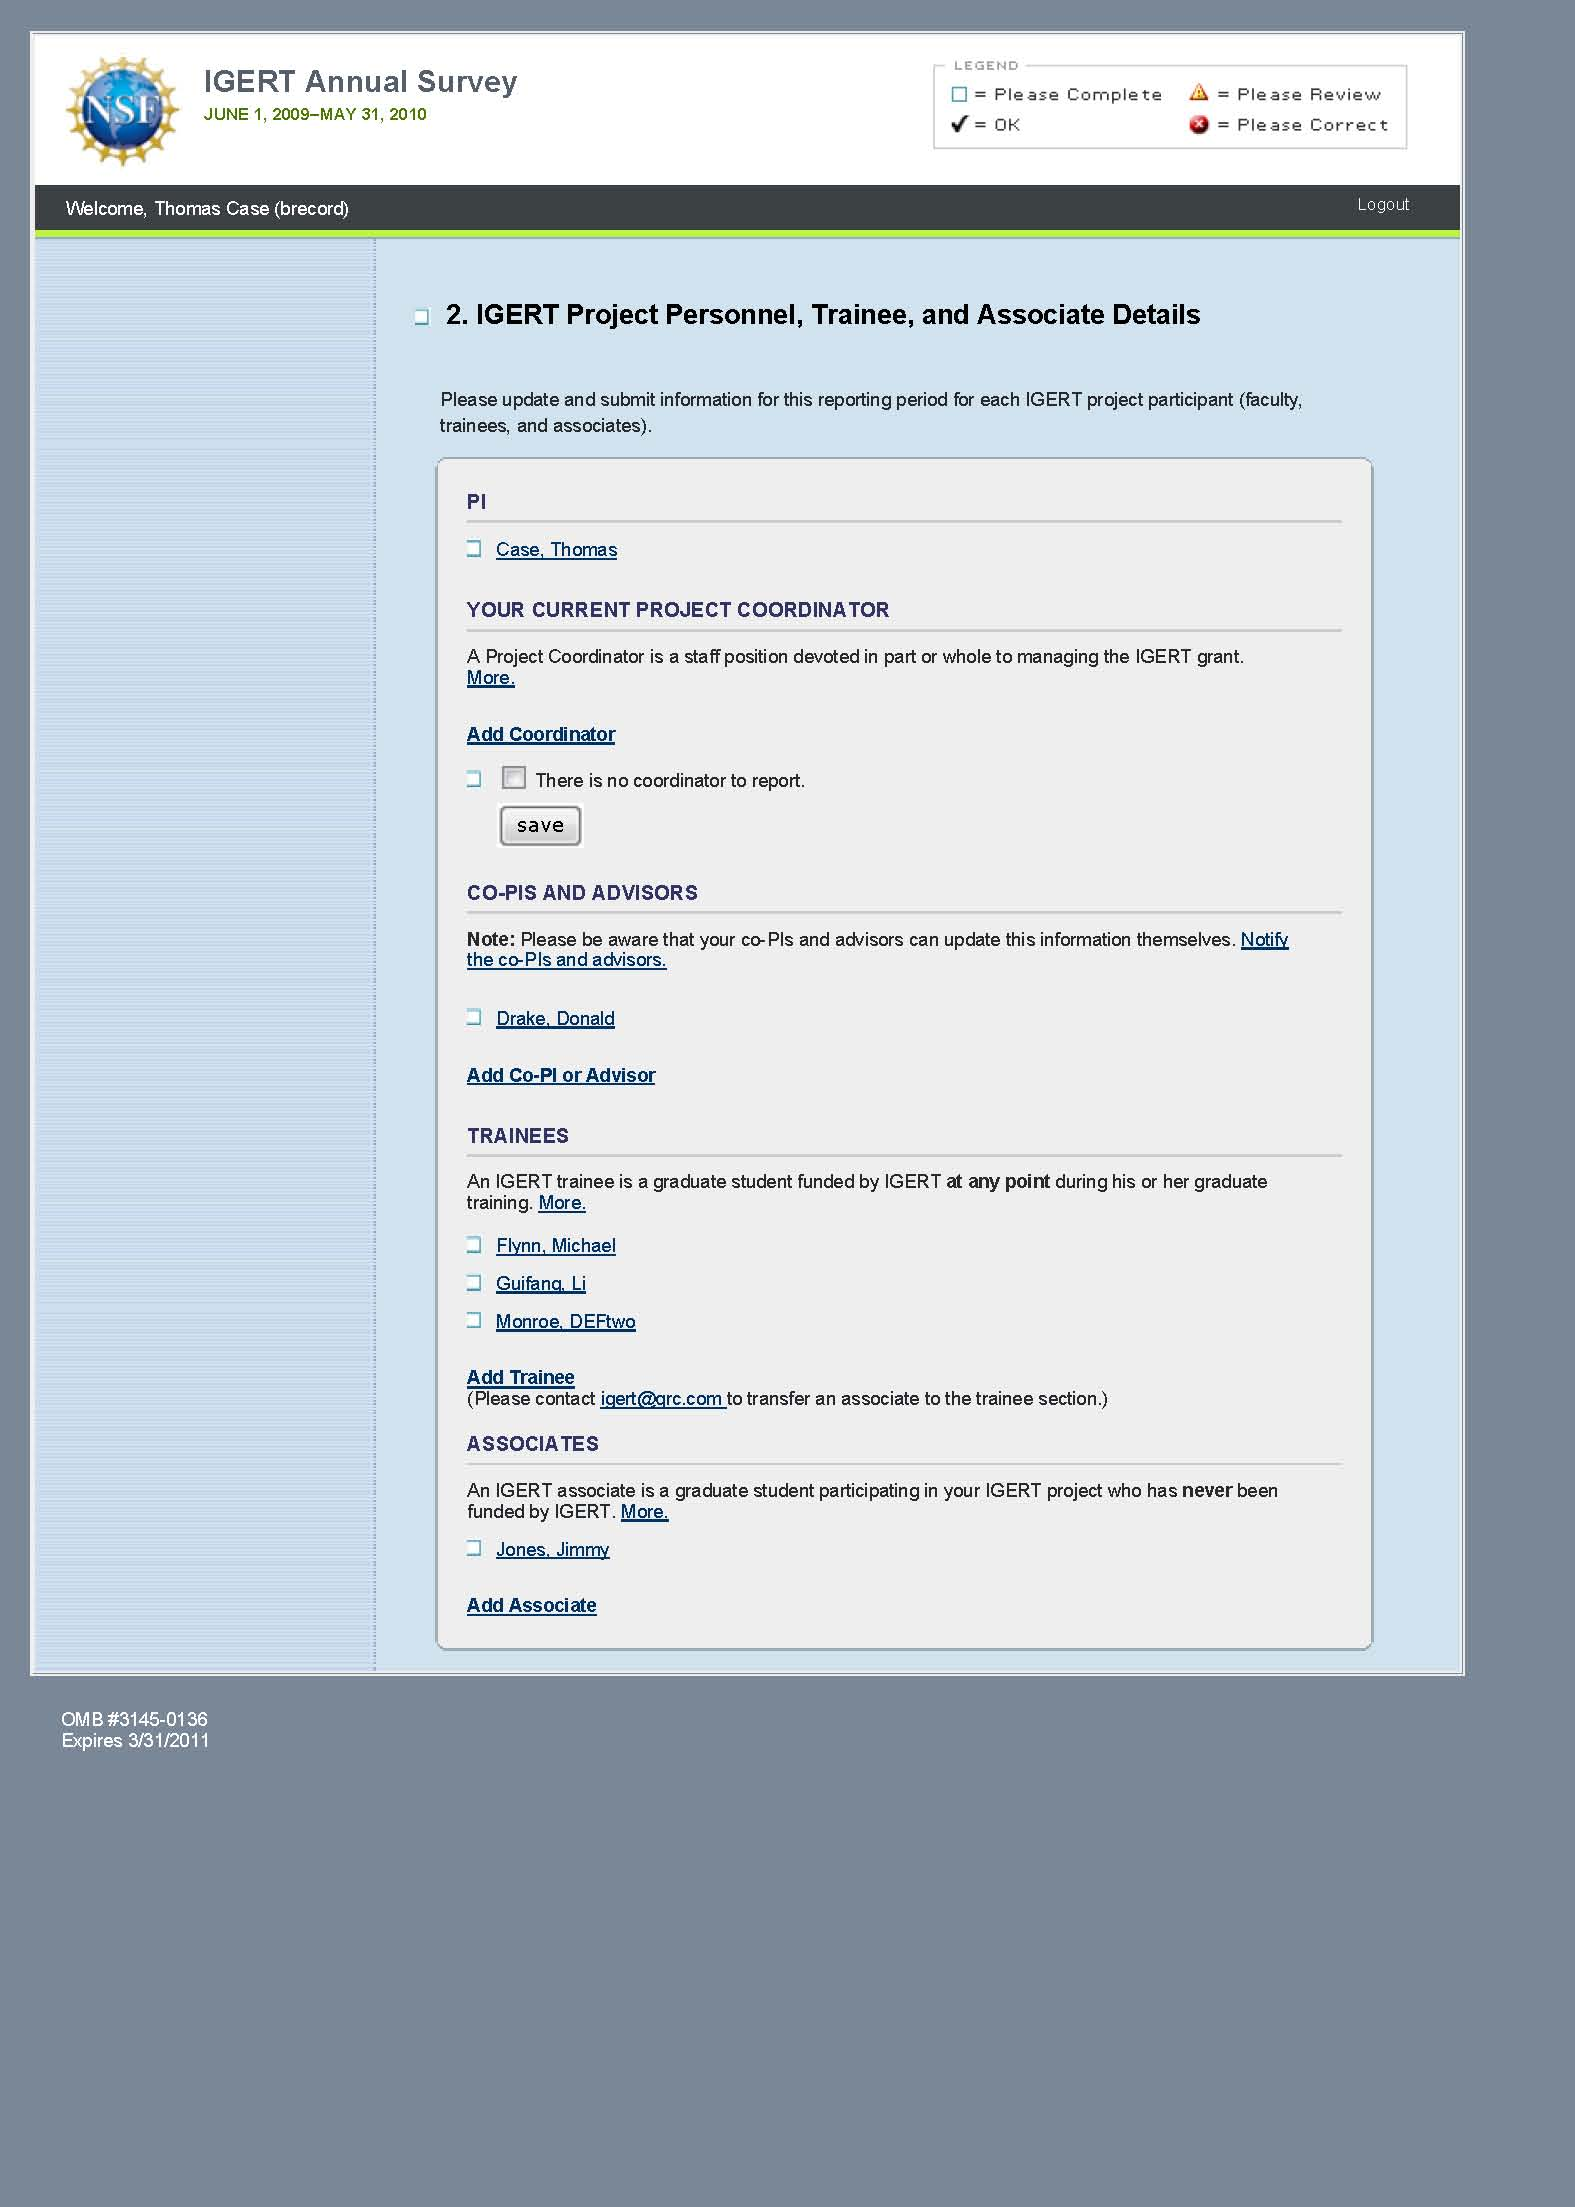 NSF
IGERT Annual Survey
JUNE 1, 2009–MAY 31, 2010
LEGEND
= Please Complete
= Please Review
= OK
= Please Correct
Welcome, Thomas Case (brecord)
Logout
2. IGERT Project Personnel, Trainee, and Associate Details
Please update and submit information for this reporting period for each IGERT project participant (faculty,
trainees, and associates).
PI
Case, Thomas
YOUR CURRENT PROJECT COORDINATOR
A Project Coordinator is a staff position devoted in part or whole to managing the IGERT grant.
More.
Add Coordinator
There is no coordinator to report.
save
CO-PIS AND ADVISORS
Note: Please be aware that your co-PIs and advisors can update this information themselves. Notify
the co-PIs and advisors.
Drake, Donald
Add Co-PI or Advisor
TRAINEES
An IGERT trainee is a graduate student funded by IGERT at any point during his or her graduate
training. More.
Flynn, Michael
Guifang, Li
Monroe, DEFtwo
Add Trainee
(Please contact igert@qrc.com to transfer an associate to the trainee section.)
ASSOCIATES
An IGERT associate is a graduate student participating in your IGERT project who has never been
funded by IGERT. More.
Jones, Jimmy
Add Associate
OMB #3145-0136
Expires 3/31/2011